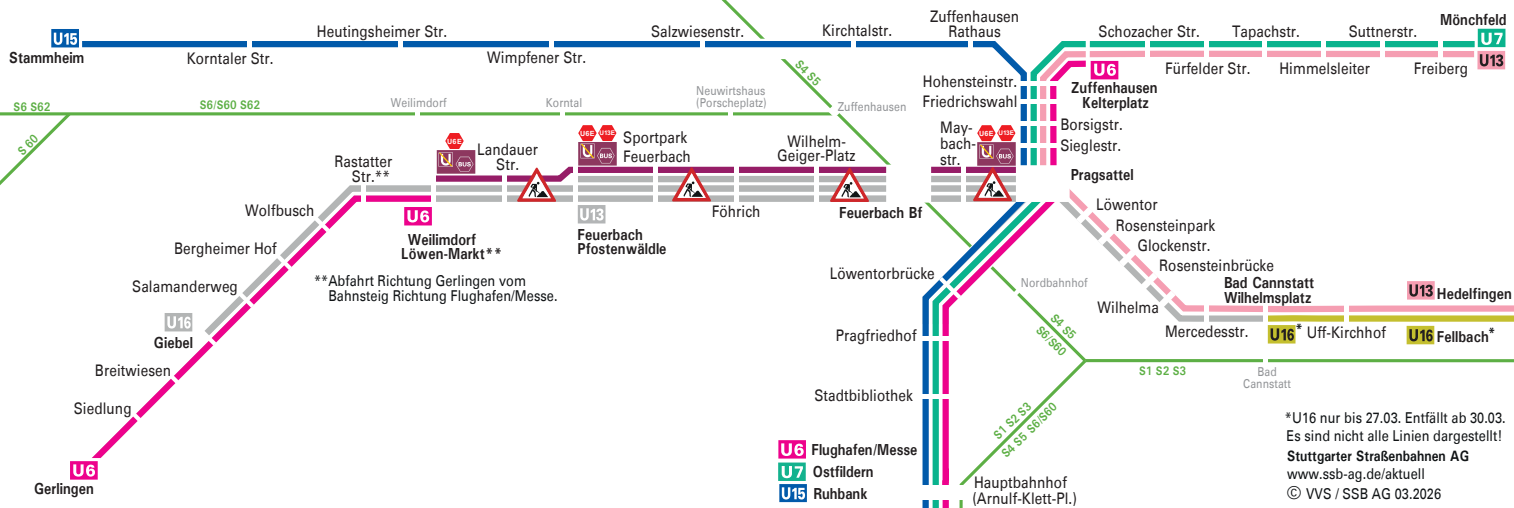 U15
Stammheim
Korntaler Str.
Heutingsheimer Str.
Wimpfener Str.
Salzwiesenstr.
Kirchtalstr.
Zuffenhausen
Rathaus
Hohensteinstr.
Friedrichswahl
Mönchfeld
U7
U13
Schozacher Str.
Tapachstr.
Suttnerstr.
Fürfelder Str.
Himmelsleiter
Freiberg
U6
Zuffenhausen
Kelterplatz
Borsigstr.
Sieglestr.
Pragsattel
S4 S5
S6 S62
S6/S60 S62
S 60
Weilimdorf
Korntal
Neuwirtshaus
(Porscheplatz)
Zuffenhausen
U6E
U
BUS
Landauer
Str.
U6E U13E
U
BUS
Sportpark
Feuerbach
Wilhelm-
Geiger-Platz
May-
bach-
str.
U6E U13E
U
BUS
Rastatter
Str.**
Wolfbusch
Bergheimer Hof
Salamanderweg
U16
Giebel
Breitwiesen
Siedlung
U6
Gerlingen
U6
Weilimdorf
Löwen-Markt**
**Abfahrt Richtung Gerlingen vom
Bahnsteig Richtung Flughafen/Messe.
U13
Feuerbach
Pfostenwäldle
Föhrich
Feuerbach Bf
Löwentor
Rosensteinpark
Glockenstr.
Rosensteinbrücke
Wilhelma
Mercedesstr.
Bad Cannstatt
Wilhelmsplatz
U16*
Uff-Kirchhof
U13 Hedelfingen
U16 Fellbach*
Löwentorbrücke
Nordbahnhof
S4 S5
S6/S60
Pragfriedhof
Stadtbibliothek
S1 S2 S3
Bad
Cannstatt
S1 S2 S3
S4 S5 S6/S60
U6 Flughafen/Messe
U7 Ostfildern
U15 Ruhbank
Hauptbahnhof
(Arnulf-Klett-Pl.)
*U16 nur bis 27.03. Entfällt ab 30.03.
Es sind nicht alle Linien dargestellt!
Stuttgarter Straßenbahnen AG
www.ssb-ag.de/aktuell
© VVS / SSB AG 03.2026